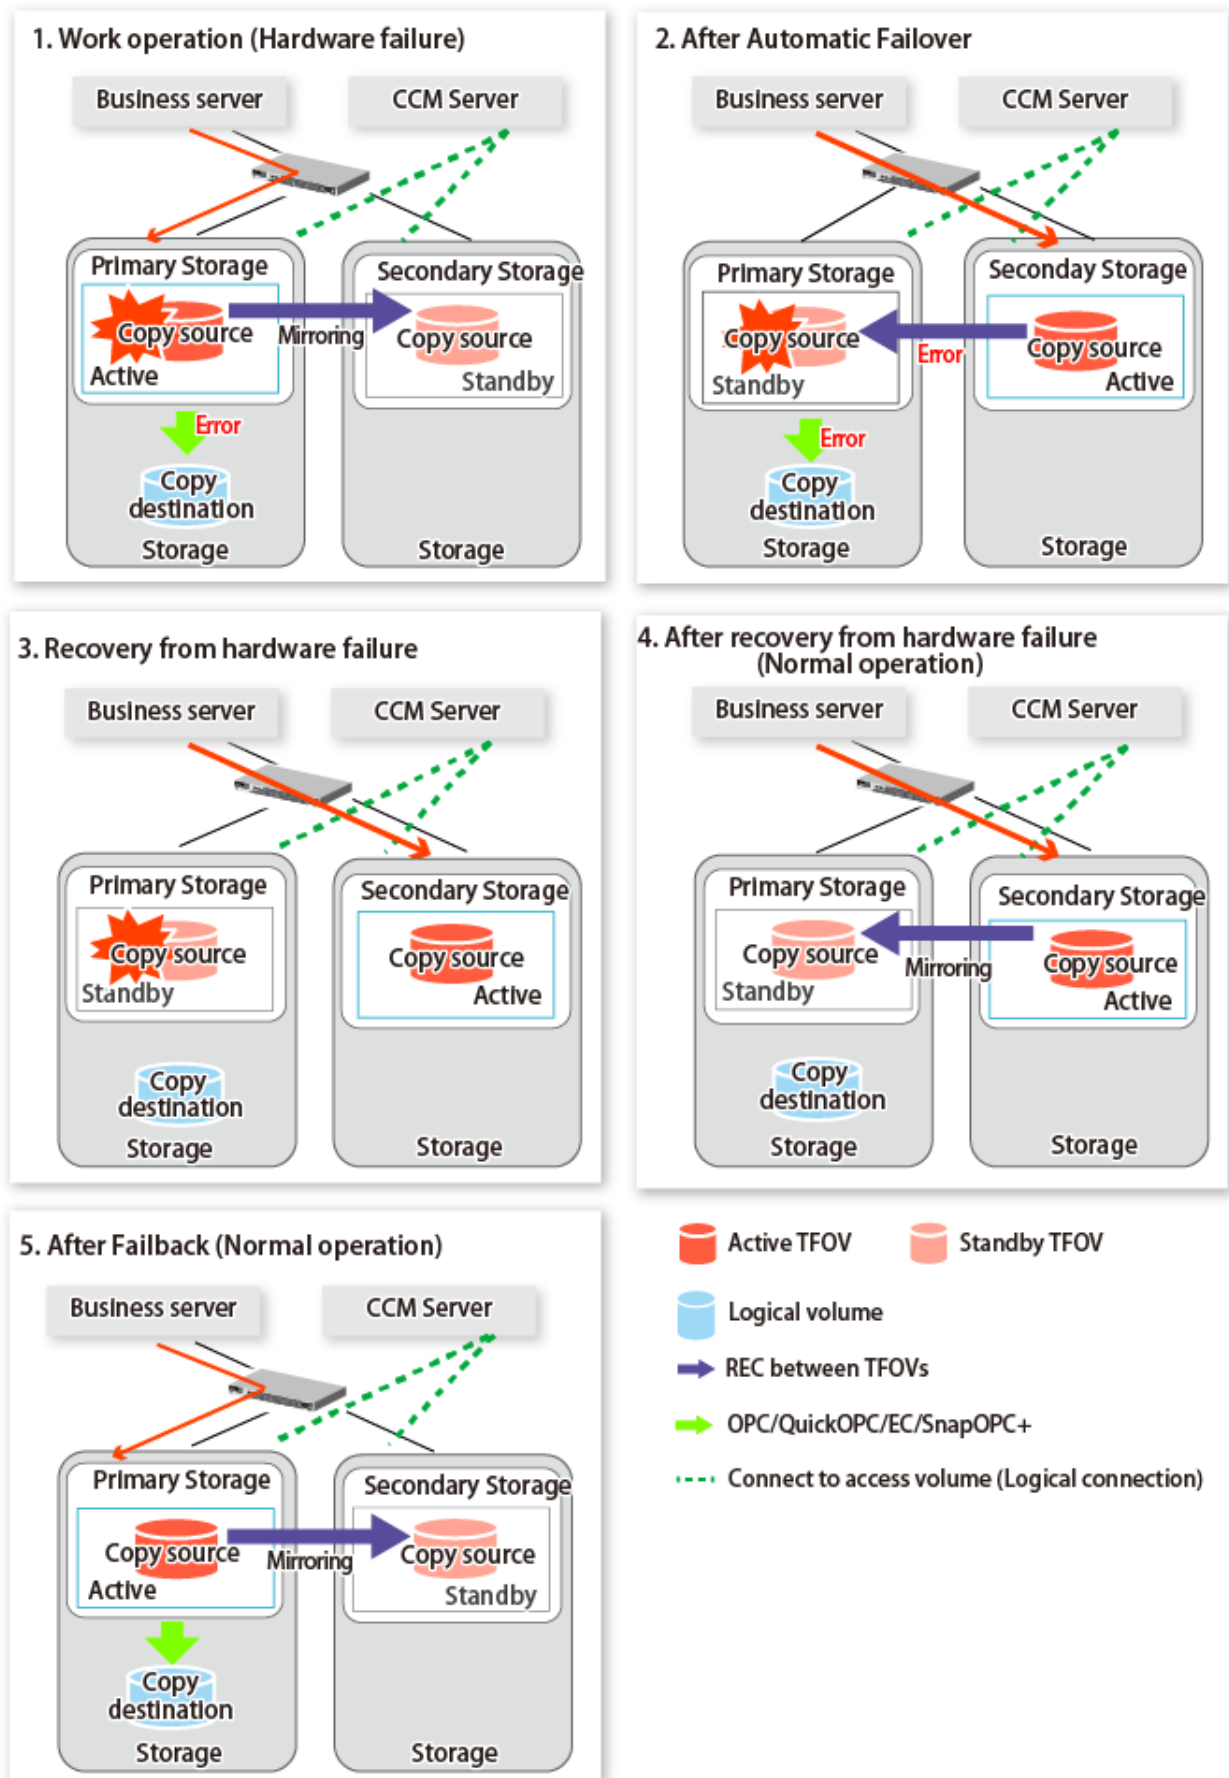 1. Work operation (Hardware failure)
Business server
CCM Server
Primary Storage
Copy source
Active
Mirroring
Secondary Storage
Copy source
Standby
Error
Copy
destination
Storage
Storage
2. After Automatic Failover
Business server
CCM Server
Primary Storage
Copy source
Standby
Error
Seconday Storage
Copy source
Active
Error
Copy
destination
Storage
Storage
3. Recovery from hardware failure
Business server
CCM Server
Primary Storage
Copy source
Standby
Secondary Storage
Copy source
Active
Copy
destination
Storage
Storage
4. After recovery from hardware failure
(Normal operation)
Business server
CCM Server
Primary Storage
Copy source
Standby
Mirroring
Secondary Storage
Copy source
Active
Copy
destination
Storage
Storage
5. After Failback (Normal operation)
Business server
CCM Server
Primary Storage
Copy source
Active
Mirroring
Secondary Storage
Copy source
Standby
Copy
destination
Storage
Storage
Active TFOV
Standby TFOV
Logical volume
REC between TFOVs
OPC/QuickOPC/EC/SnapOPC+
Connect to access volume (Logical connection)